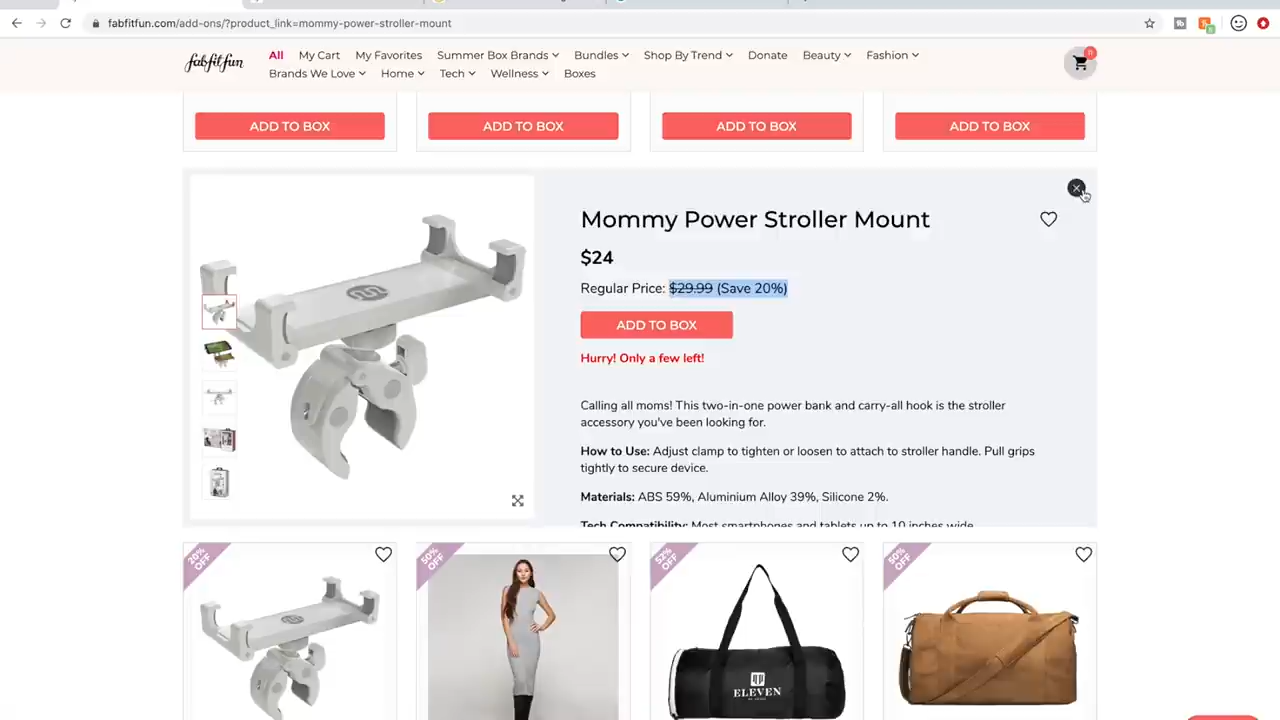 fabfitfun.com/add-ons/?product_link=mommy-power-stroller-mount
fabfitfun
All My Cart My Favorites Summer Box Brands Bundles Shop By Trend Donate Beauty Fashion
Brands We Love Home Tech Wellness Boxes
11
ADD TO BOX ADD TO BOX ADD TO BOX ADD TO BOX
Mommy Power Stroller Mount
$24
Regular Price: $29.99 (Save 20%)
ADD TO BOX
Hurry! Only a few left!
Calling all moms! This two-in-one power bank and carry-all hook is the stroller
accessory you've been looking for.
How to Use: Adjust clamp to tighten or loosen to attach to stroller handle. Pull grips
tightly to secure device.
Materials: ABS 59%, Aluminium Alloy 39%, Silicone 2%.
Tech Compatibility: Most smartphones and tablets up to 10 inches wide
20% OFF
50% OFF
52% OFF
ELEVEN